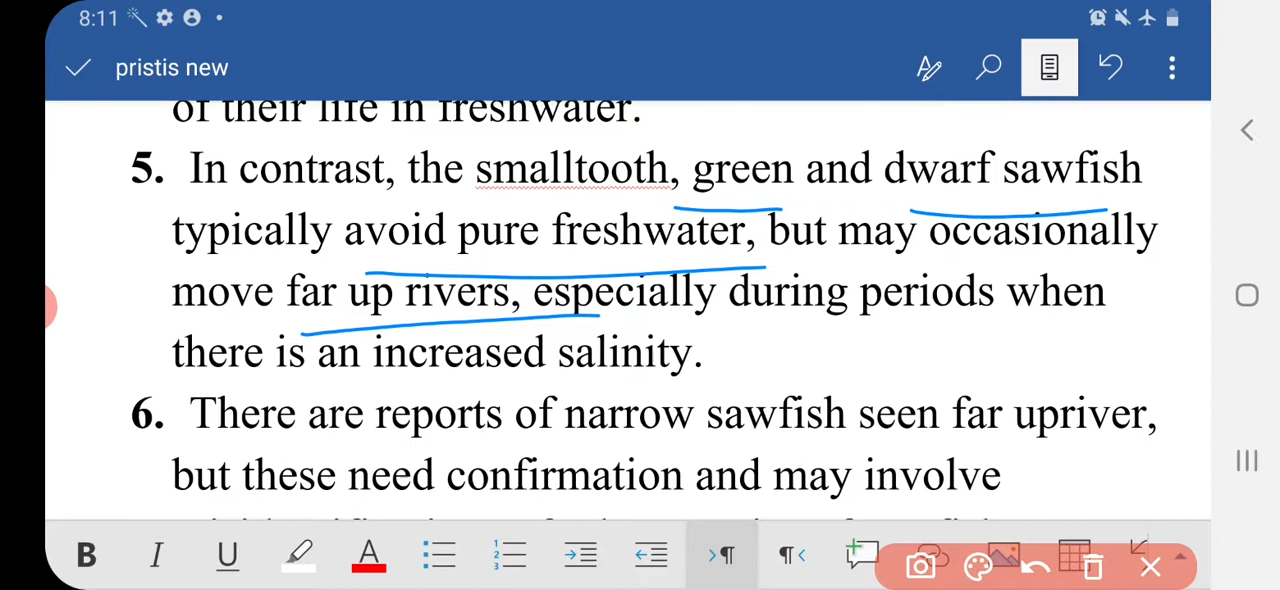 8:11
pristis new
of their life in freshwater.
5. In contrast, the smalltooth, green and dwarf sawfish
typically avoid pure freshwater, but may occasionally
move far up rivers, especially during periods when
there is an increased salinity.
6. There are reports of narrow sawfish seen far upriver,
but these need confirmation and may involve
B I U A